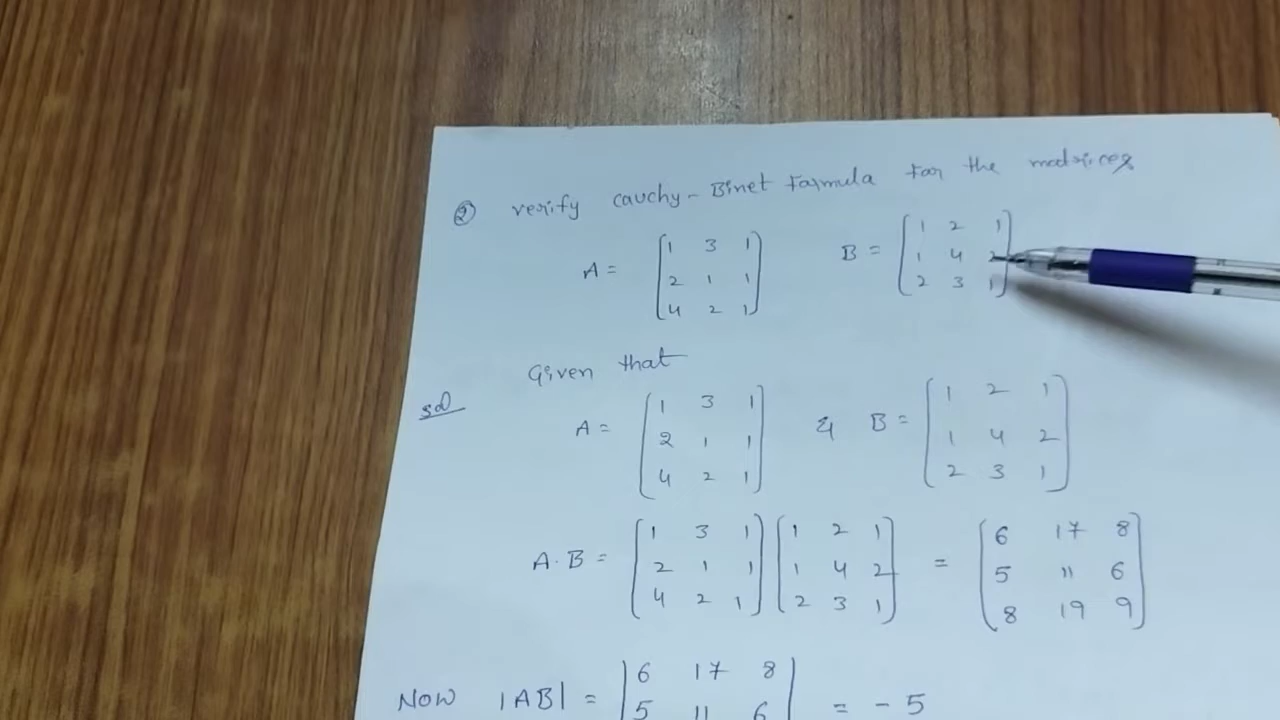 ② verify cauchy-Binet Formula For the matrices
A = [1 3 1 B = [1 2 1
2 1 1 1 4 2
4 2 1] 2 3 1]
sol Given that
A = [1 3 1 & B = [1 2 1
2 1 1 1 4 2
4 2 1] 2 3 1]
A.B = [1 3 1 [1 2 1 = [6 17 8
2 1 1 1 4 2 5 11 6
4 2 1] 2 3 1] 8 19 9]
NOW |AB| = |6 17 8
5 11 6| = -5